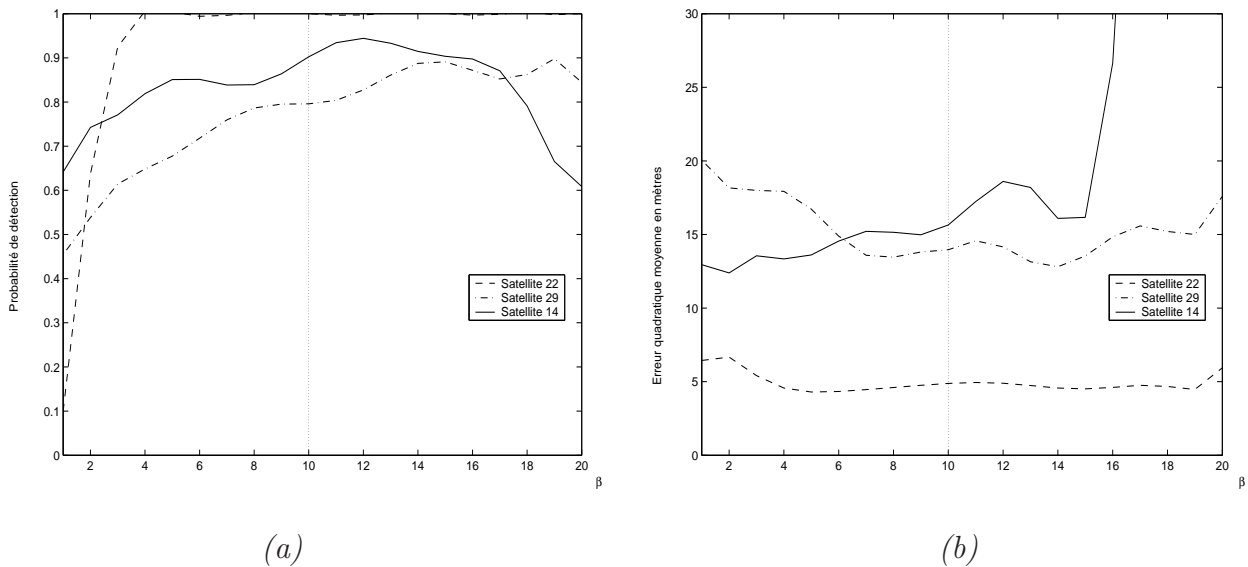 1
0.9
0.8
0.7
0.6
0.5
0.4
0.3
0.2
0.1
0
Probabilité de détection
2 4 6 8 10 12 14 16 18 20
β
Satellite 22
Satellite 29
Satellite 14
(a)
30
25
20
15
10
5
0
Erreur quadratique moyenne en mètres
2 4 6 8 10 12 14 16 18 20
β
Satellite 22
Satellite 29
Satellite 14
(b)